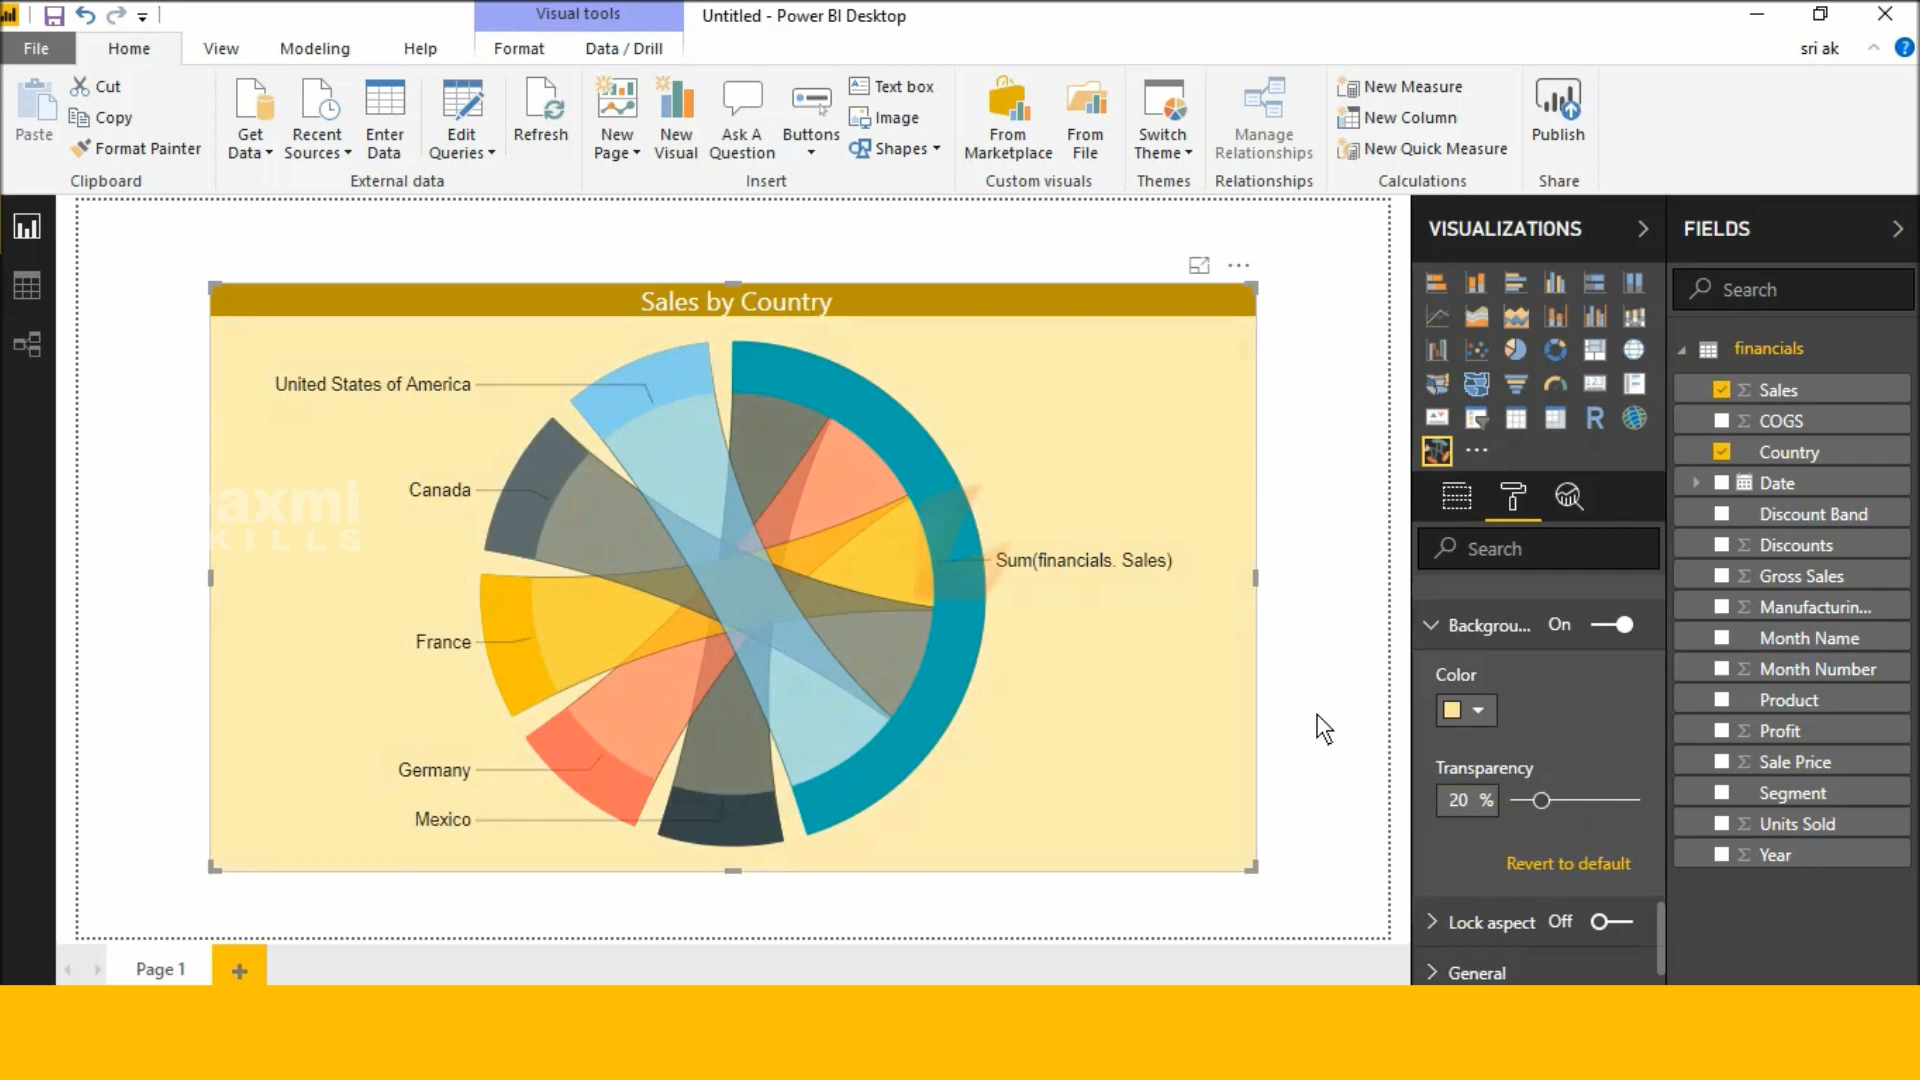 Visual tools
Untitled - Power BI Desktop
File
Home
View
Modeling
Help
Format
Data / Drill
sri ak
Paste
Cut
Copy
Format Painter
Clipboard
Get Data
Recent Sources
Enter Data
Edit Queries
Refresh
External data
New Page
New Visual
Ask A Question
Buttons
Text box
Image
Shapes
Insert
From Marketplace
From File
Custom visuals
Switch Theme
Themes
Manage Relationships
Relationships
New Measure
New Column
New Quick Measure
Calculations
Publish
Share
Sales by Country
United States of America
Canada
France
Germany
Mexico
Sum(financials. Sales)
axmi
KILLS
Page 1
VISUALIZATIONS
R
Search
Backgrou... On
Color
Transparency
20 %
Revert to default
Lock aspect Off
General
FIELDS
Search
financials
Sales
COGS
Country
Date
Discount Band
Discounts
Gross Sales
Manufacturin...
Month Name
Month Number
Product
Profit
Sale Price
Segment
Units Sold
Year